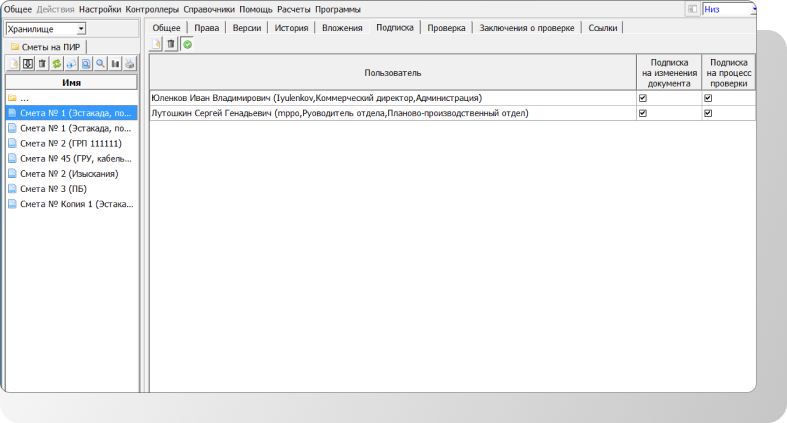 Общее Действия Настройки Контроллеры Справочники Помощь Расчеты Программы
Низ
Хранилище
Общее Права Версии История Вложения Подписка Проверка Заключения о проверке Ссылки
Сметы на ПИР
Имя
...
Смета № 1 (Эстакада, по...
Смета № 1 (Эстакада, по...
Смета № 2 (ГРП 111111)
Смета № 45 (ГРУ, кабель...
Смета № 2 (Изыскания)
Смета № 3 (ПБ)
Смета № Копия 1 (Эстака...
Пользователь
Подписка
на изменения
документа
Подписка
на процесс
проверки
Юленков Иван Владимирович (Iyulenkov,Коммерческий директор,Администрация)
Лутошкин Сергей Генадьевич (mppo,Руоводитель отдела,Планово-производственный отдел)